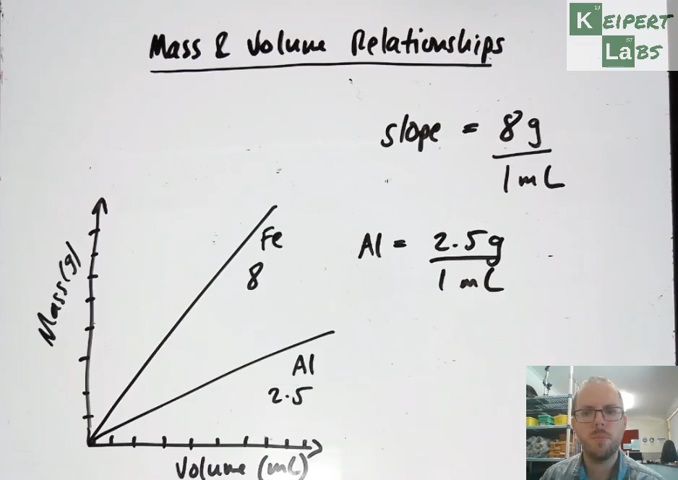 KEIPERT
LaBS
Mass & Volume Relationships
slope = 8g
1mL
Al = 2.5g
1mL
Mass(g)
Fe
8
Al
2.5
Volume (mL)